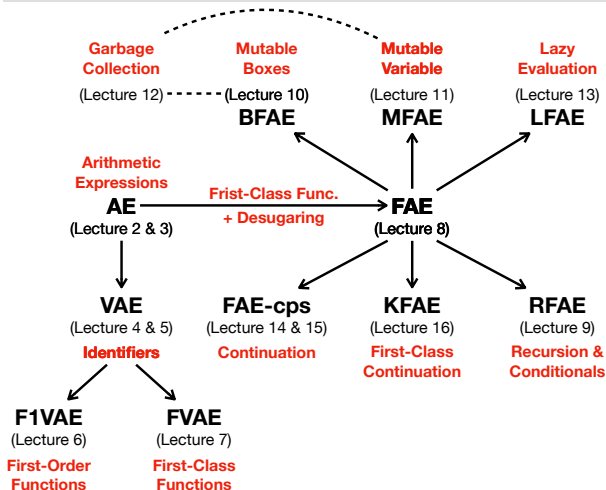 Garbage
Collection
(Lecture 12)
Mutable
Boxes
(Lecture 10)
BFAE
Mutable
Variable
(Lecture 11)
MFAE
Lazy
Evaluation
(Lecture 13)
LFAE
Arithmetic
Expressions
AE
(Lecture 2 & 3)
Frist-Class Func.
+ Desugaring
FAE
(Lecture 8)
VAE
(Lecture 4 & 5)
Identifiers
FAE-cps
(Lecture 14 & 15)
Continuation
KFAE
(Lecture 16)
First-Class
Continuation
RFAE
(Lecture 9)
Recursion &
Conditionals
F1VAE
(Lecture 6)
First-Order
Functions
FVAE
(Lecture 7)
First-Class
Functions